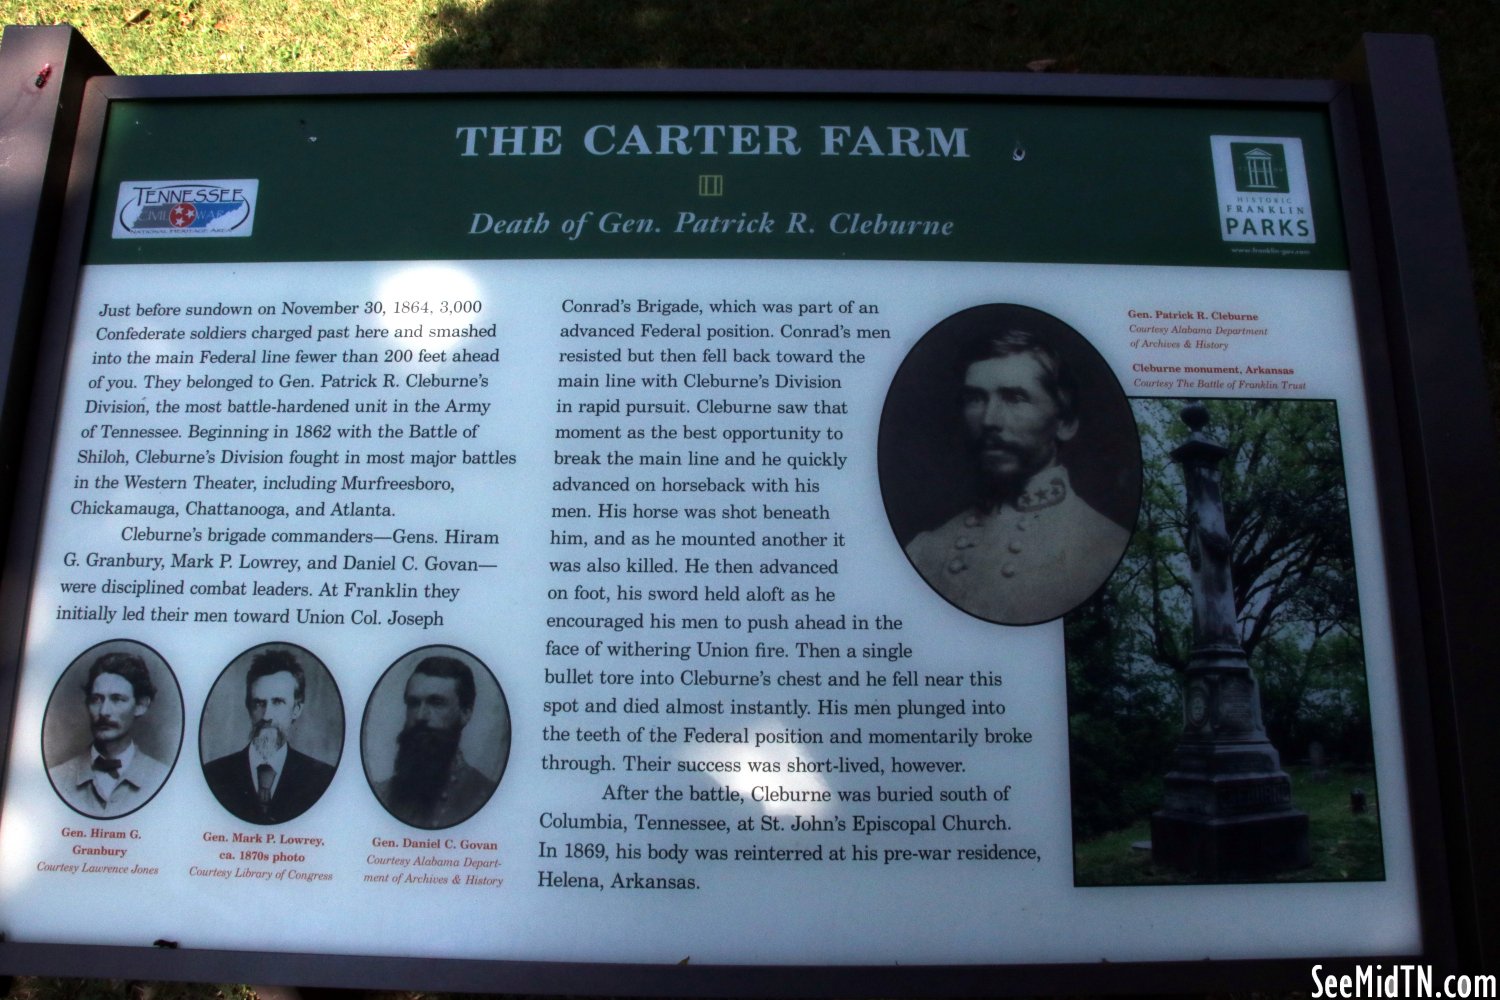 THE CARTER FARM
Death of Gen. Patrick R. Cleburne
TENNESSEE
CIVIL WAR
NATIONAL HERITAGE AREA
HISTORIC
FRANKLIN
PARKS
www.franklin-gov.com
Just before sundown on November 30, 1864, 3,000
Confederate soldiers charged past here and smashed
into the main Federal line fewer than 200 feet ahead
of you. They belonged to Gen. Patrick R. Cleburne's
Division, the most battle-hardened unit in the Army
of Tennessee. Beginning in 1862 with the Battle of
Shiloh, Cleburne's Division fought in most major battles
in the Western Theater, including Murfreesboro,
Chickamauga, Chattanooga, and Atlanta.
Cleburne's brigade commanders—Gens. Hiram
G. Granbury, Mark P. Lowrey, and Daniel C. Govan—
were disciplined combat leaders. At Franklin they
initially led their men toward Union Col. Joseph
Gen. Hiram G.
Granbury
Courtesy Lawrence Jones
Gen. Mark P. Lowrey,
ca. 1870s photo
Courtesy Library of Congress
Gen. Daniel C. Govan
Courtesy Alabama Depart-
ment of Archives & History
Conrad's Brigade, which was part of an
advanced Federal position. Conrad's men
resisted but then fell back toward the
main line with Cleburne's Division
in rapid pursuit. Cleburne saw that
moment as the best opportunity to
break the main line and he quickly
advanced on horseback with his
men. His horse was shot beneath
him, and as he mounted another it
was also killed. He then advanced
on foot, his sword held aloft as he
encouraged his men to push ahead in the
face of withering Union fire. Then a single
bullet tore into Cleburne's chest and he fell near this
spot and died almost instantly. His men plunged into
the teeth of the Federal position and momentarily broke
through. Their success was short-lived, however.
After the battle, Cleburne was buried south of
Columbia, Tennessee, at St. John's Episcopal Church.
In 1869, his body was reinterred at his pre-war residence,
Helena, Arkansas.
Gen. Patrick R. Cleburne
Courtesy Alabama Department
of Archives & History
Cleburne monument, Arkansas
Courtesy The Battle of Franklin Trust
SeeMidTN.com